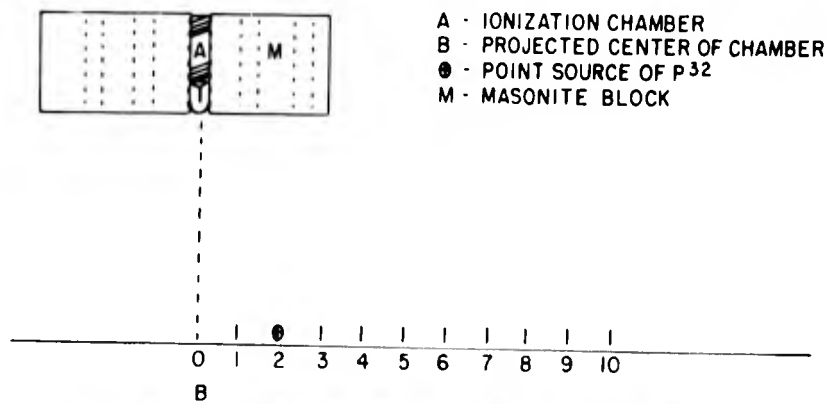 A - IONIZATION CHAMBER
B - PROJECTED CENTER OF CHAMBER
- POINT SOURCE OF P32
M - MASONITE BLOCK
A M
0 1 2 3 4 5 6 7 8 9 10
B